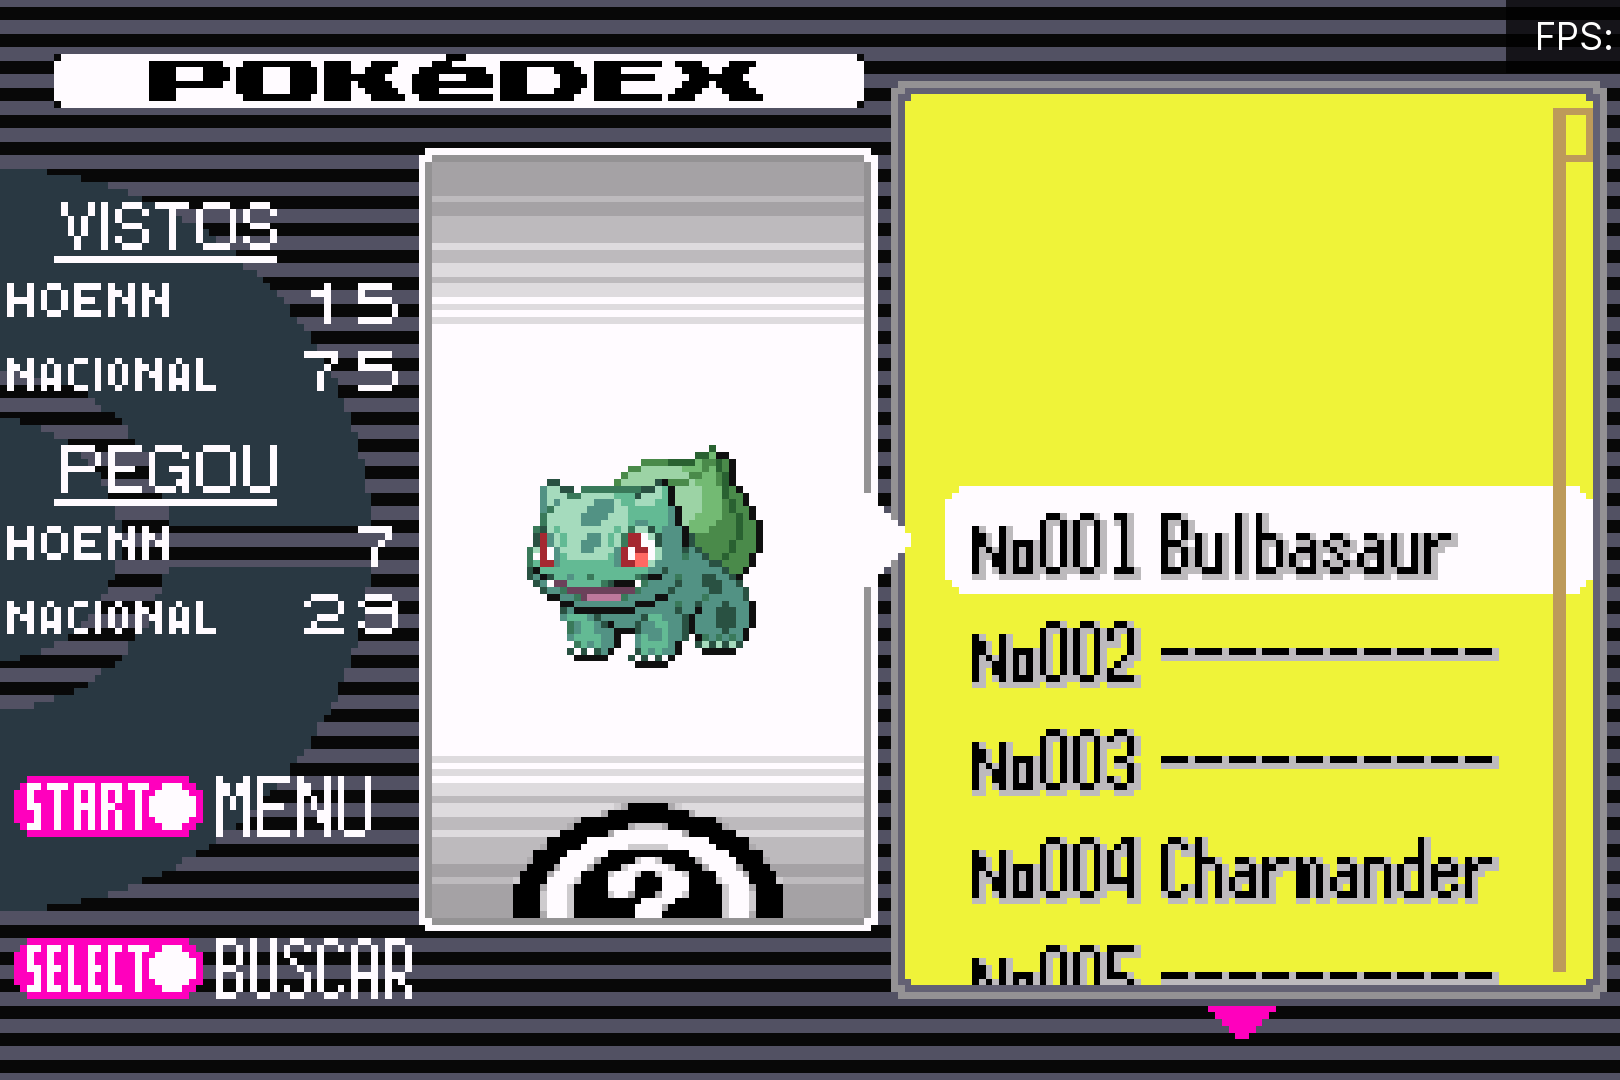 FPS:
POKéDEX
VISTOS
HOENN 15
NACIONAL 75
PEGOU
HOENN 7
NACIONAL 23
START MENU
SELECT BUSCAR
?
No001 Bulbasaur
No002 ----------
No003 ----------
No004 Charmander
No005 ----------